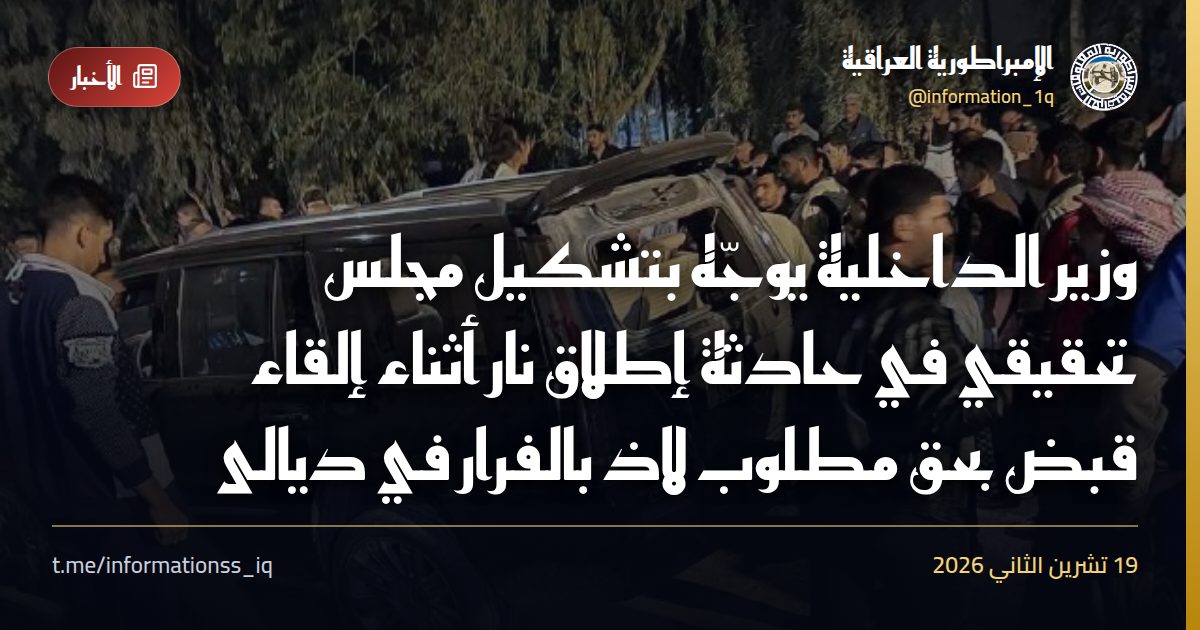 الإمبراطورية العراقية
@information_1q
الأخبار
وزير الداخلية يوجّه بتشكيل مجلس
تحقيقي في حادثة إطلاق نار أثناء إلقاء
قبض بحق مطلوب لاذ بالفرار في ديالى
19 تشرين الثاني 2026
t.me/informationss_iq